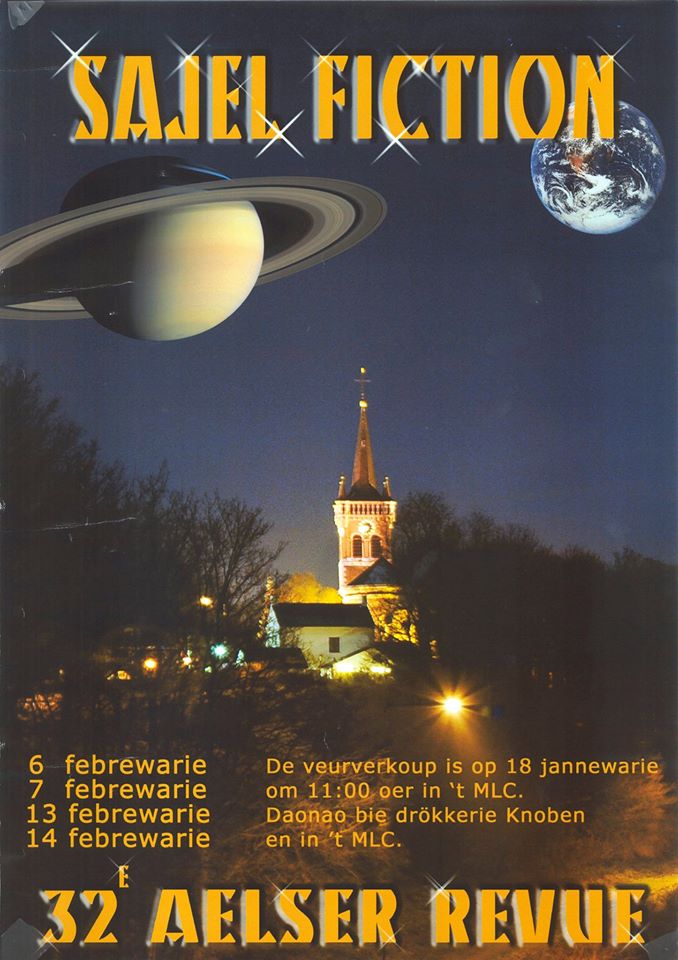 SAJEL FICTION
6 febrewarie
7 febrewarie
13 febrewarie
14 febrewarie
De veurverkoup is op 18 jannewarie
om 11:00 oer in ‘t MLC.
Daonao bie drökkerie Knoben
en in ’t MLC.
32E AELSER REVUE